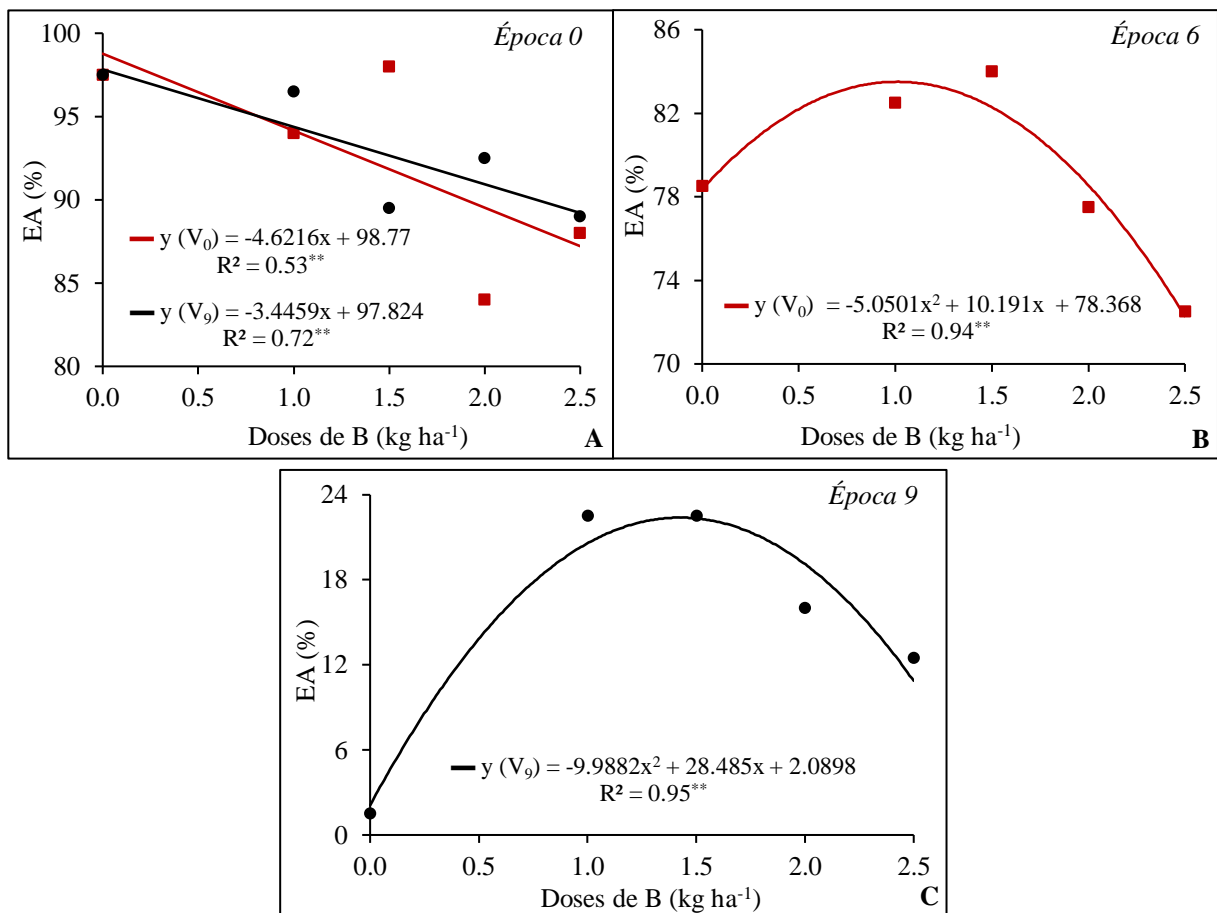 Época 0
100
95
90
85
80
EA (%)
y (V₀) = -4.6216x + 98.77
R² = 0.53**
y (V₉) = -3.4459x + 97.824
R² = 0.72**
0.0 0.5 1.0 1.5 2.0 2.5
Doses de B (kg ha⁻¹)
A
Época 6
86
82
78
74
70
EA (%)
y (V₀) = -5.0501x² + 10.191x + 78.368
R² = 0.94**
0.0 0.5 1.0 1.5 2.0 2.5
Doses de B (kg ha⁻¹)
B
Época 9
24
18
12
6
0
EA (%)
y (V₉) = -9.9882x² + 28.485x + 2.0898
R² = 0.95**
0.0 0.5 1.0 1.5 2.0 2.5
Doses de B (kg ha⁻¹)
C